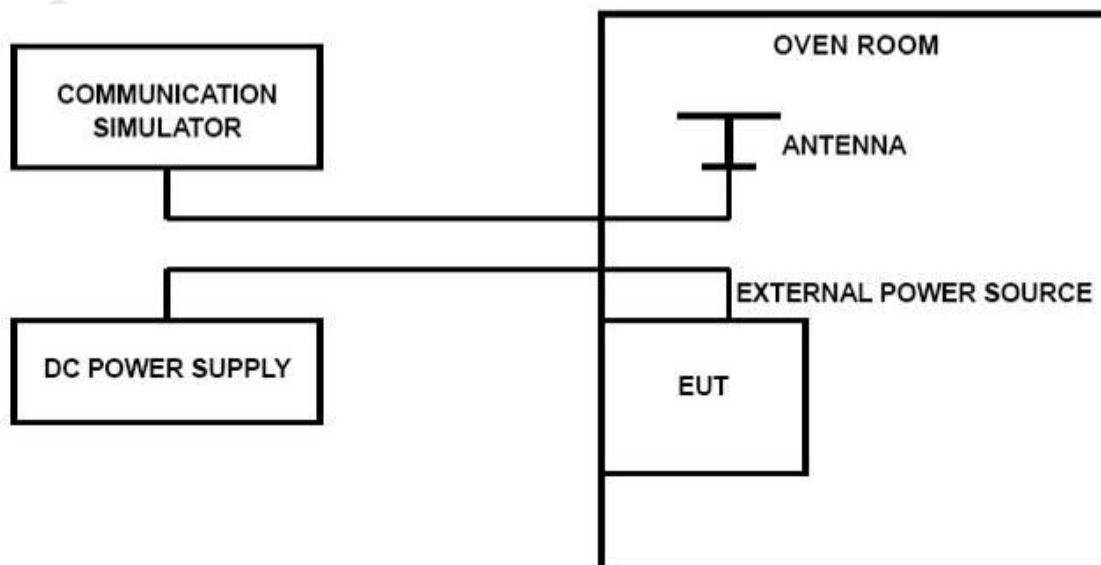 COMMUNICATION
SIMULATOR
OVEN ROOM
ANTENNA
EXTERNAL POWER SOURCE
DC POWER SUPPLY
EUT